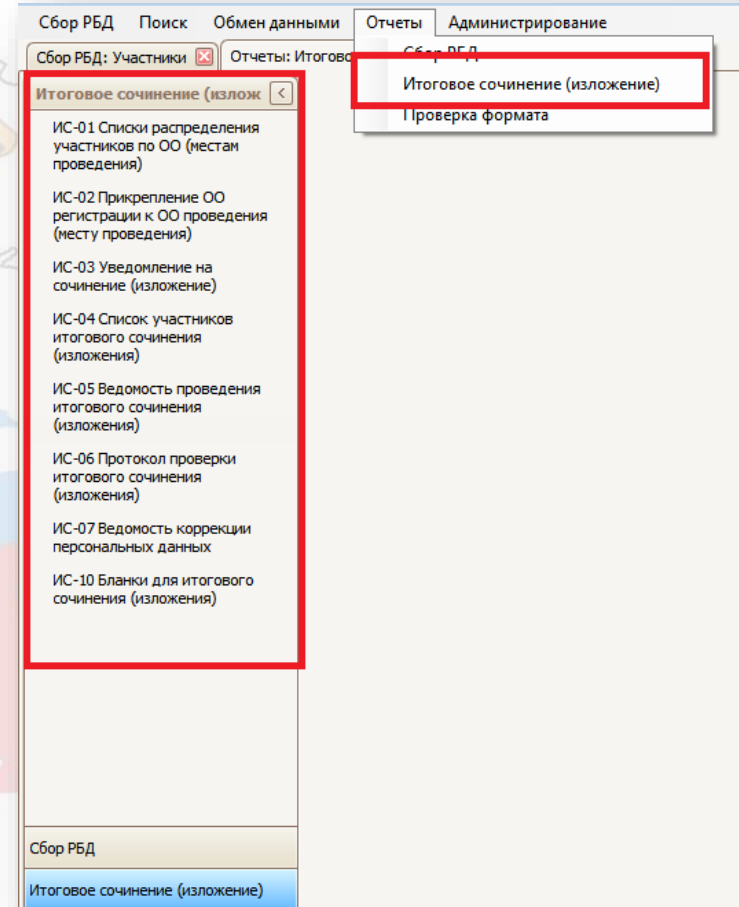 Сбор РБД Поиск Обмен данными Отчеты Администрирование
Сбор РБД: Участники Отчеты: Итогово
Сбор РБД
Итоговое сочинение (изложение)
Проверка формата
Итоговое сочинение (излож
ИС-01 Списки распределения
участников по ОО (местам
проведения)
ИС-02 Прикрепление ОО
регистрации к ОО проведения
(месту проведения)
ИС-03 Уведомление на
сочинение (изложение)
ИС-04 Список участников
итогового сочинения
(изложения)
ИС-05 Ведомость проведения
итогового сочинения
(изложения)
ИС-06 Протокол проверки
итогового сочинения
(изложения)
ИС-07 Ведомость коррекции
персональных данных
ИС-10 Бланки для итогового
сочинения (изложения)
Сбор РБД
Итоговое сочинение (изложение)